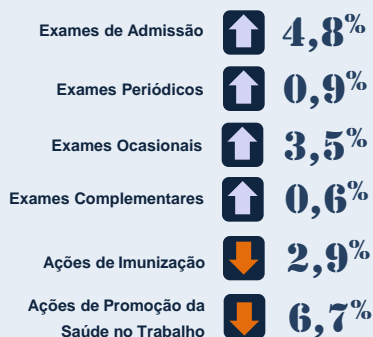 Exames de Admissão 4,8%
Exames Periódicos 0,9%
Exames Ocasionais 3,5%
Exames Complementares 0,6%
Ações de Imunização 2,9%
Ações de Promoção da
Saúde no Trabalho 6,7%